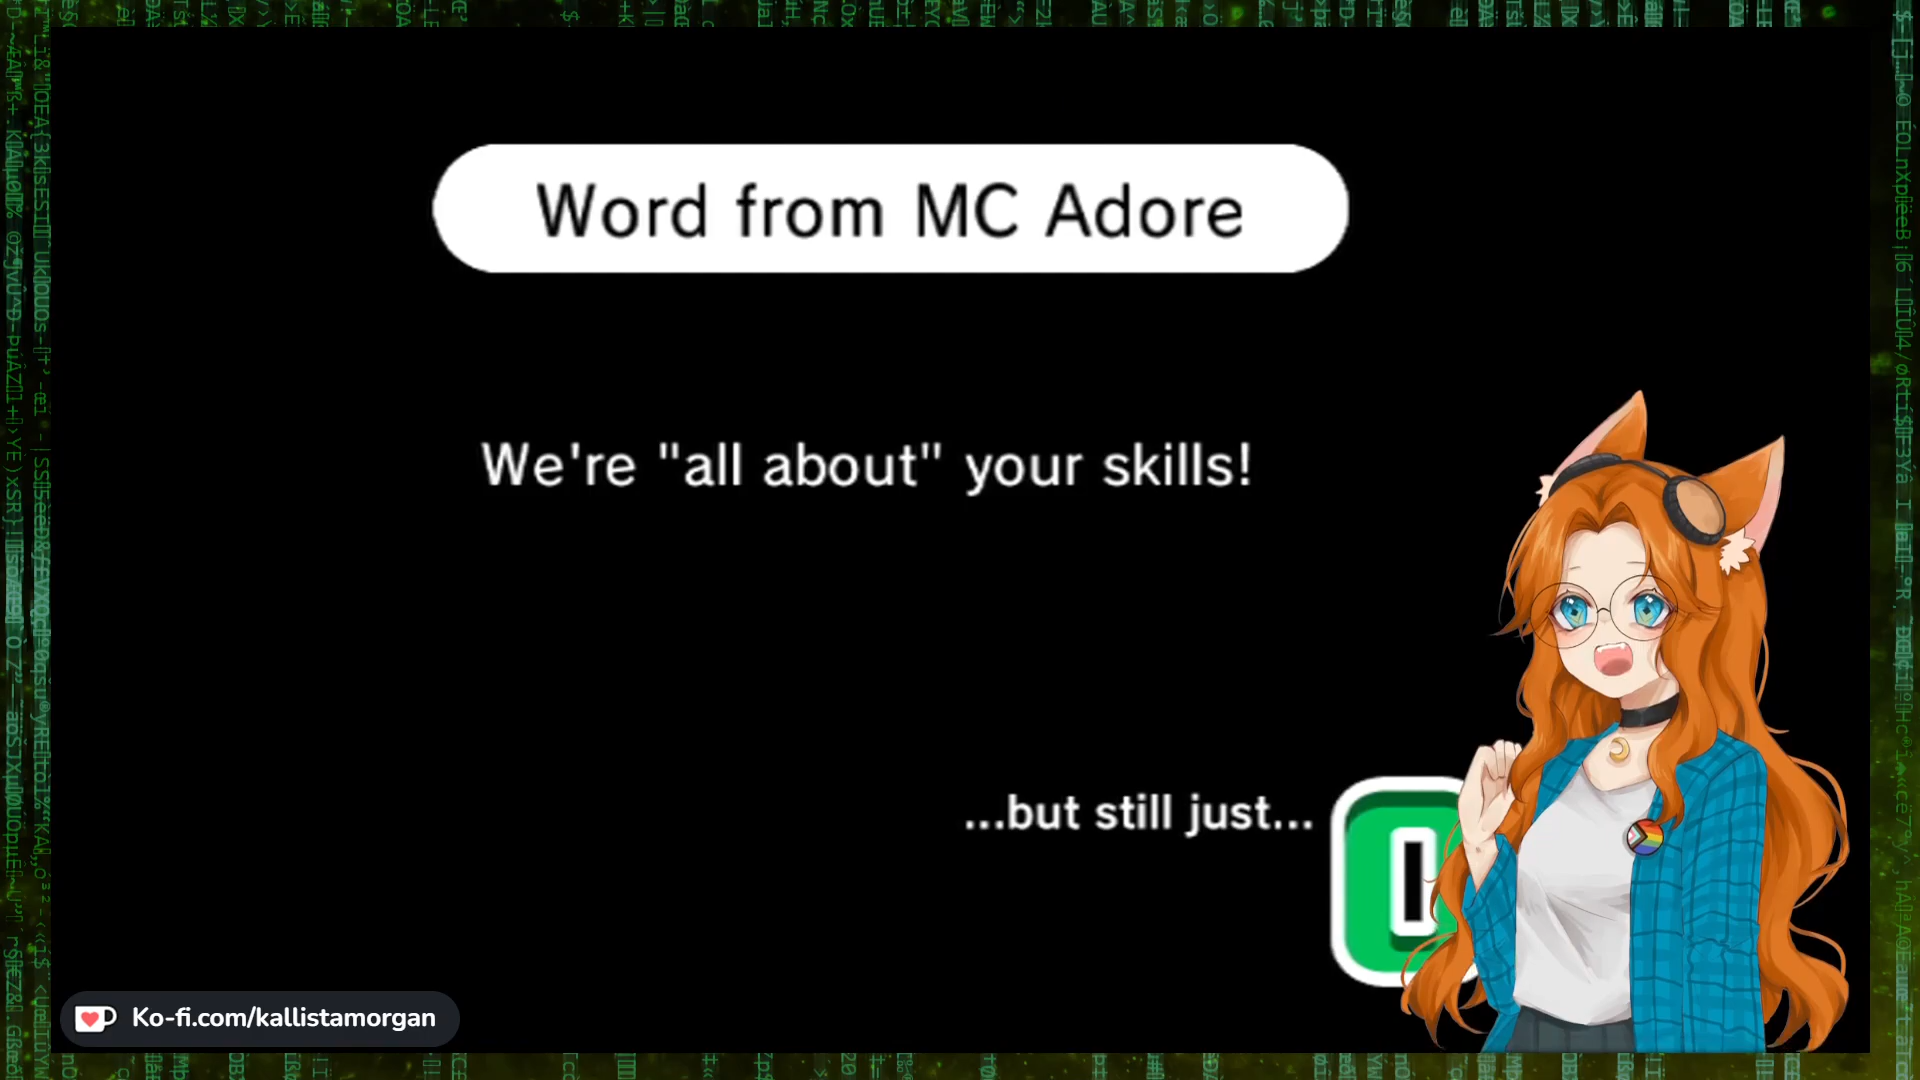 Word from MC Adore
We're "all about" your skills!
...but still just...
Ko-fi.com/kallistamorgan